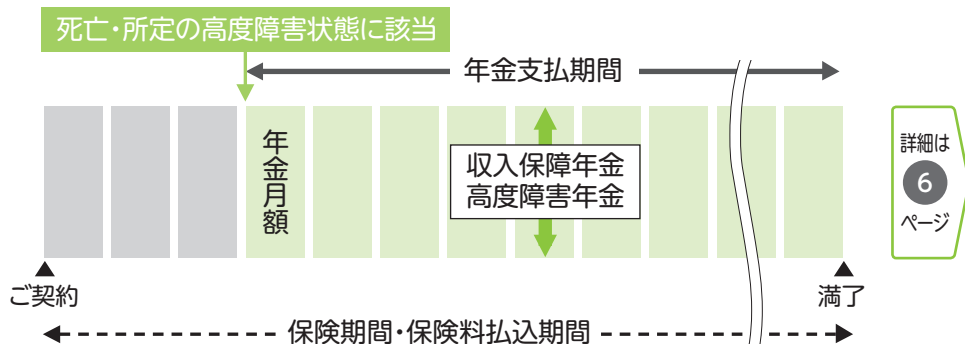 死亡・所定の高度障害状態に該当
年金支払期間
年金月額
収入保障年金
高度障害年金
詳細は
6
ページ
ご契約
満了
保険期間・保険料払込期間